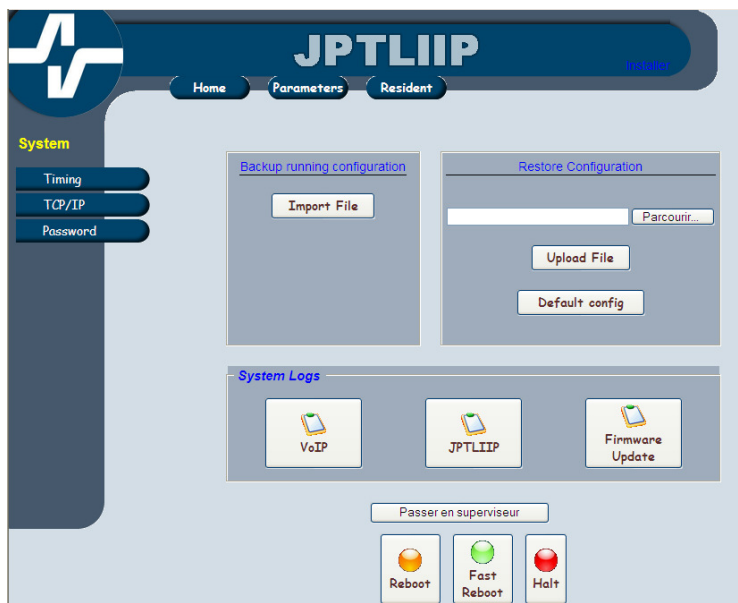 JPTLIIP
Installer
Home
Parameters
Resident
System
Timing
TCP/IP
Password
Backup running configuration
Import File
Restore Configuration
Parcourir...
Upload File
Default config
System Logs
VoIP
JPTLIIP
Firmware
Update
Passer en superviseur
Reboot
Fast
Reboot
Halt